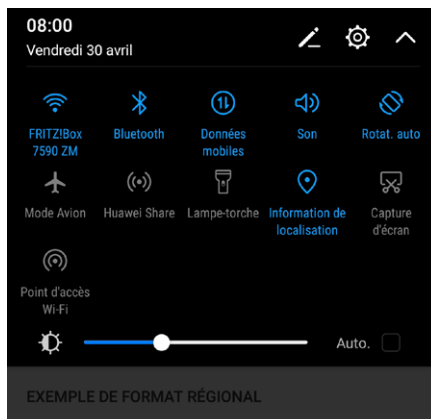 08:00
Vendredi 30 avril
FRITZ!Box Bluetooth Données Son Rotat. auto
7590 ZM mobiles
Mode Avion Huawei Share Lampe-torche Information de Capture
localisation d'écran
Point d'accès
Wi-Fi
Auto.
EXEMPLE DE FORMAT RÉGIONAL